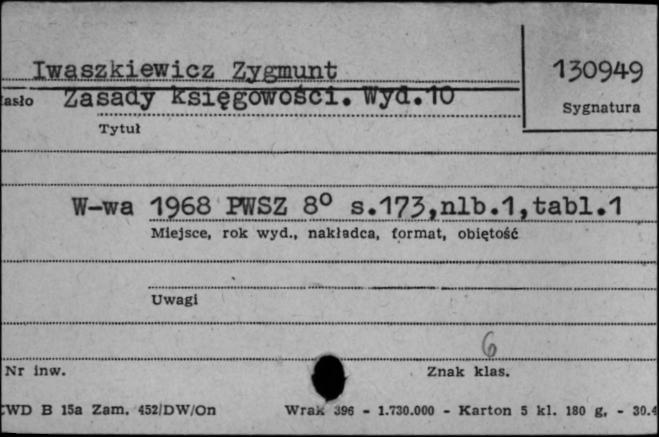 Iwaszkiewicz Zygmunt
130949
asło Zasady księgowości. Wyd.10
Sygnatura
Tytuł
W-wa 1968 PWSZ 8° s.173,nlb.1,tabl.1
Miejsce, rok wyd., nakładca, format, objętość
Uwagi
6
Nr inw.
Znak klas.
WD B 15a Zam. 452/DW/On Wrak 396 - 1.730.000 - Karton 5 kl. 180 g. - 30.4